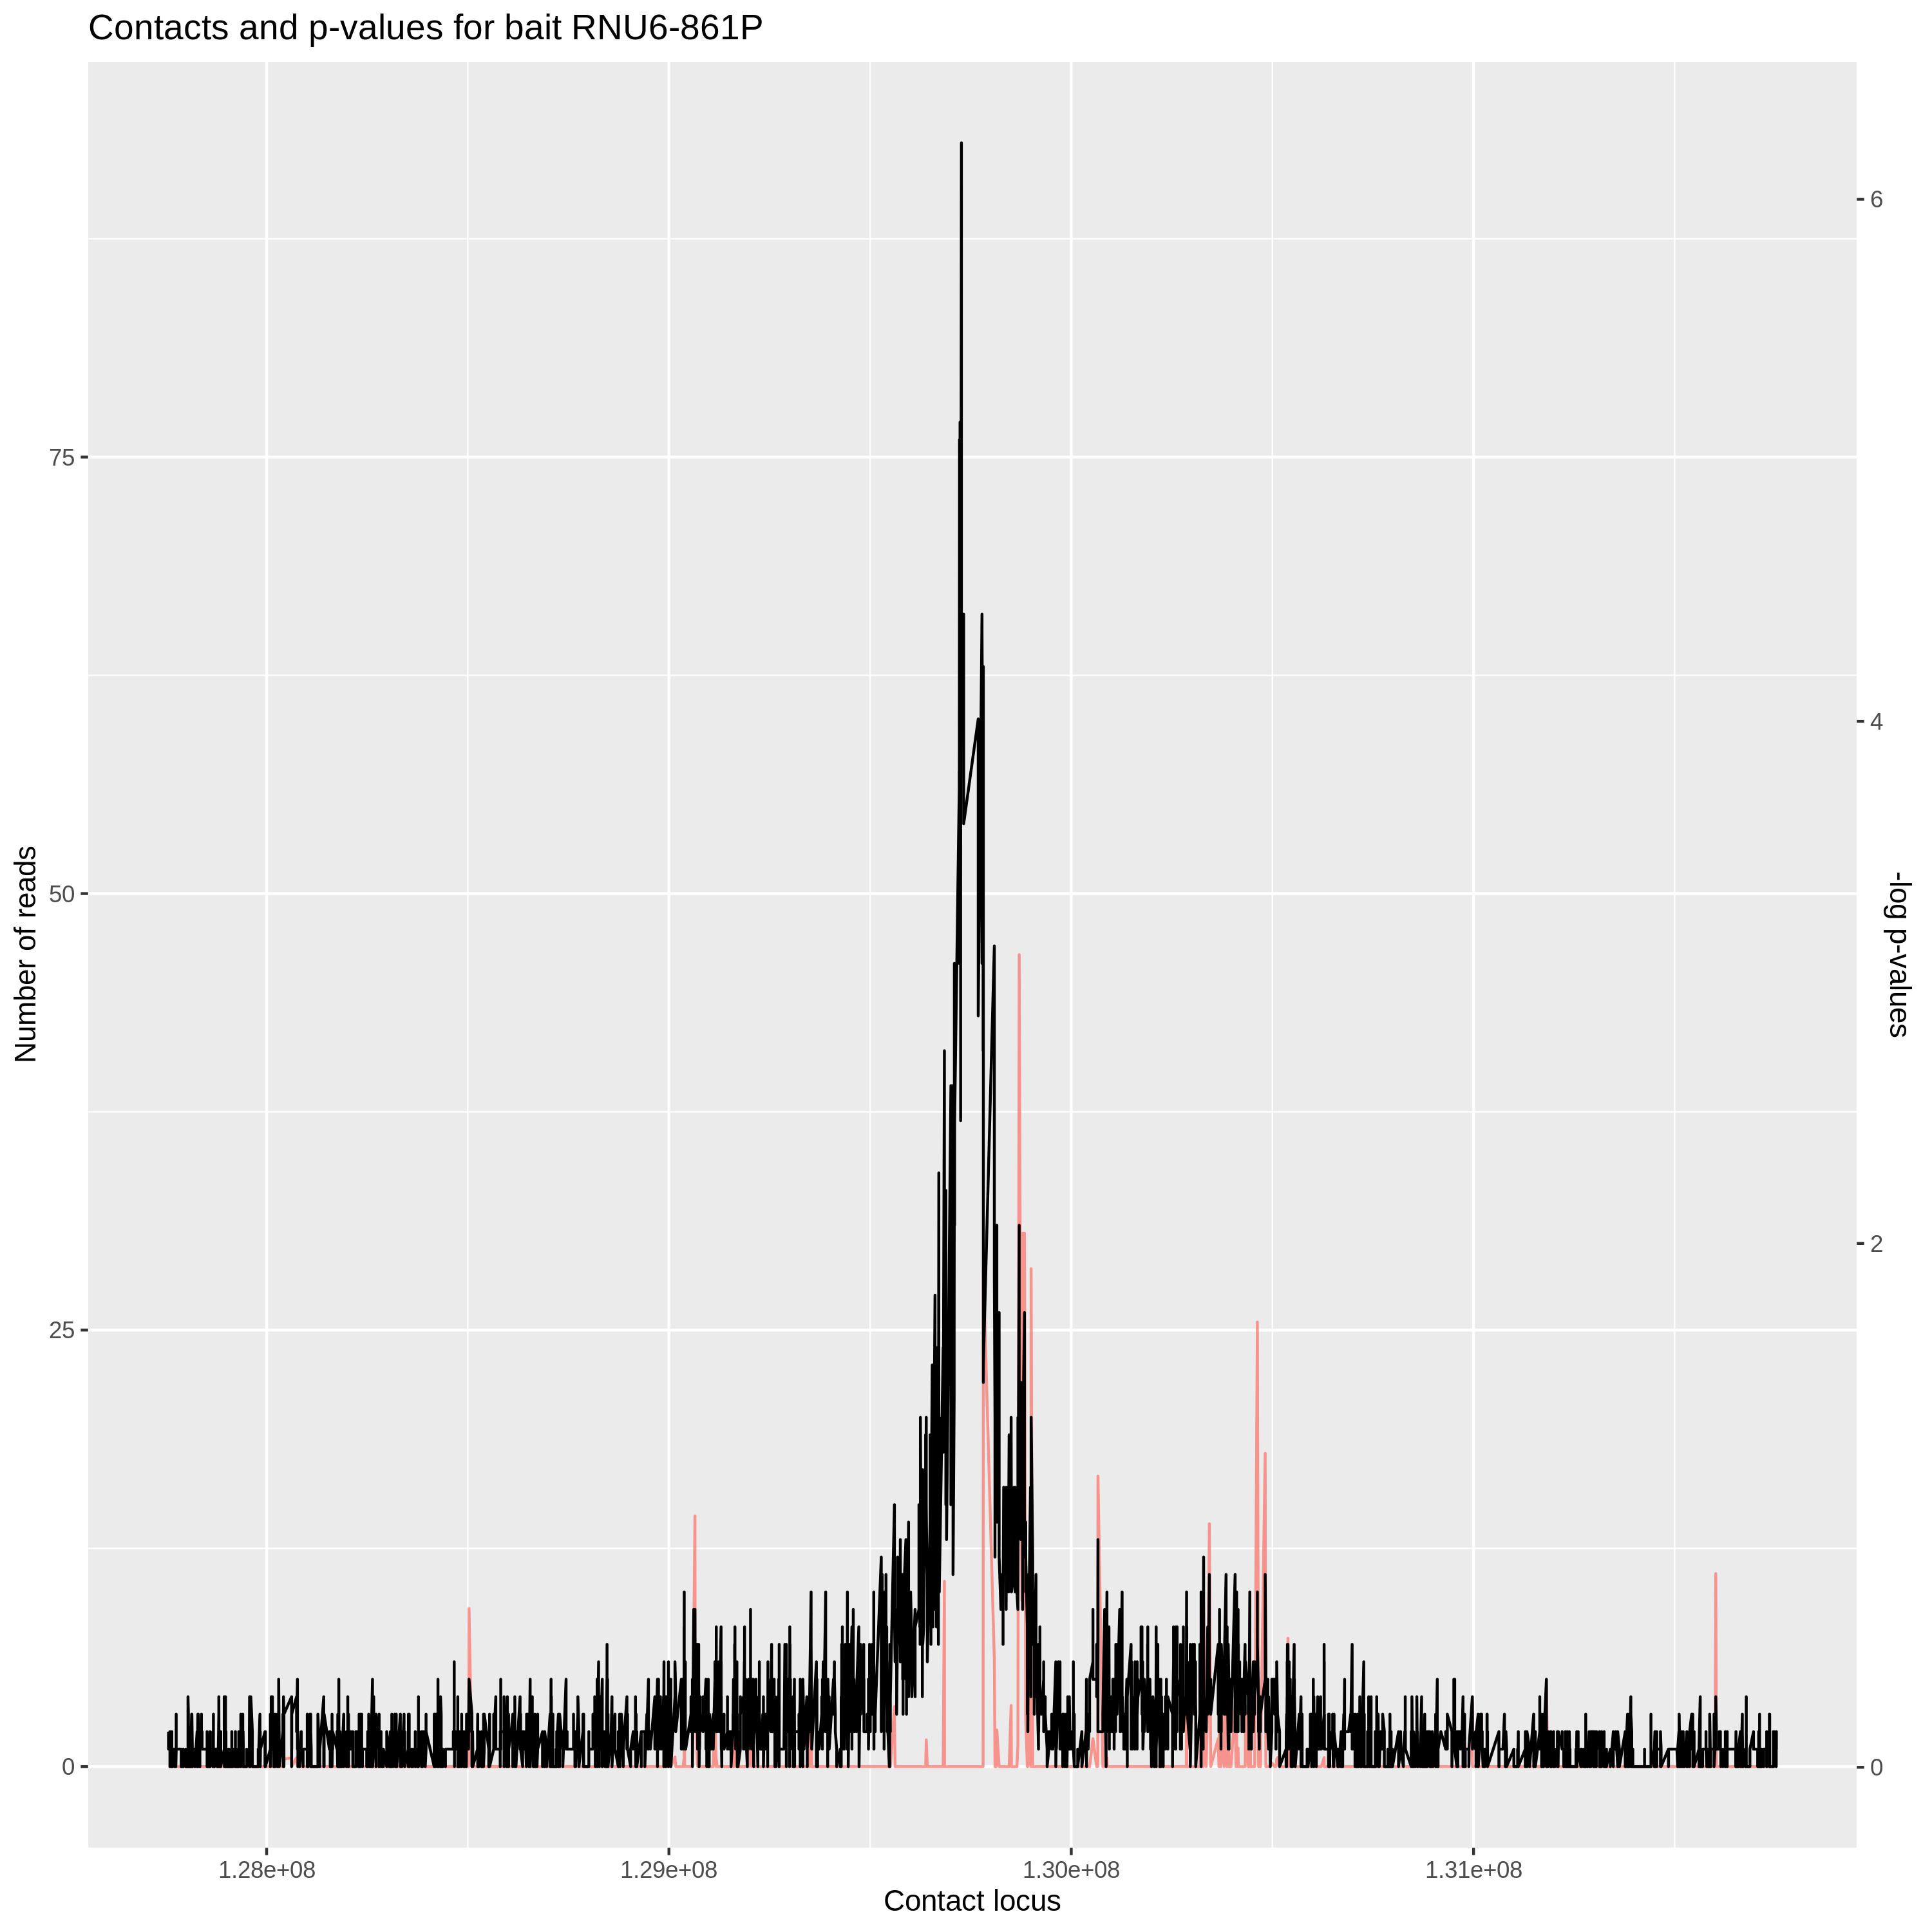 Contacts and p-values for bait RNU6-861P
Number of reads
75
50
25
0
6
4
2
0
-log p-values
1.28e+08 1.29e+08 1.30e+08 1.31e+08
Contact locus